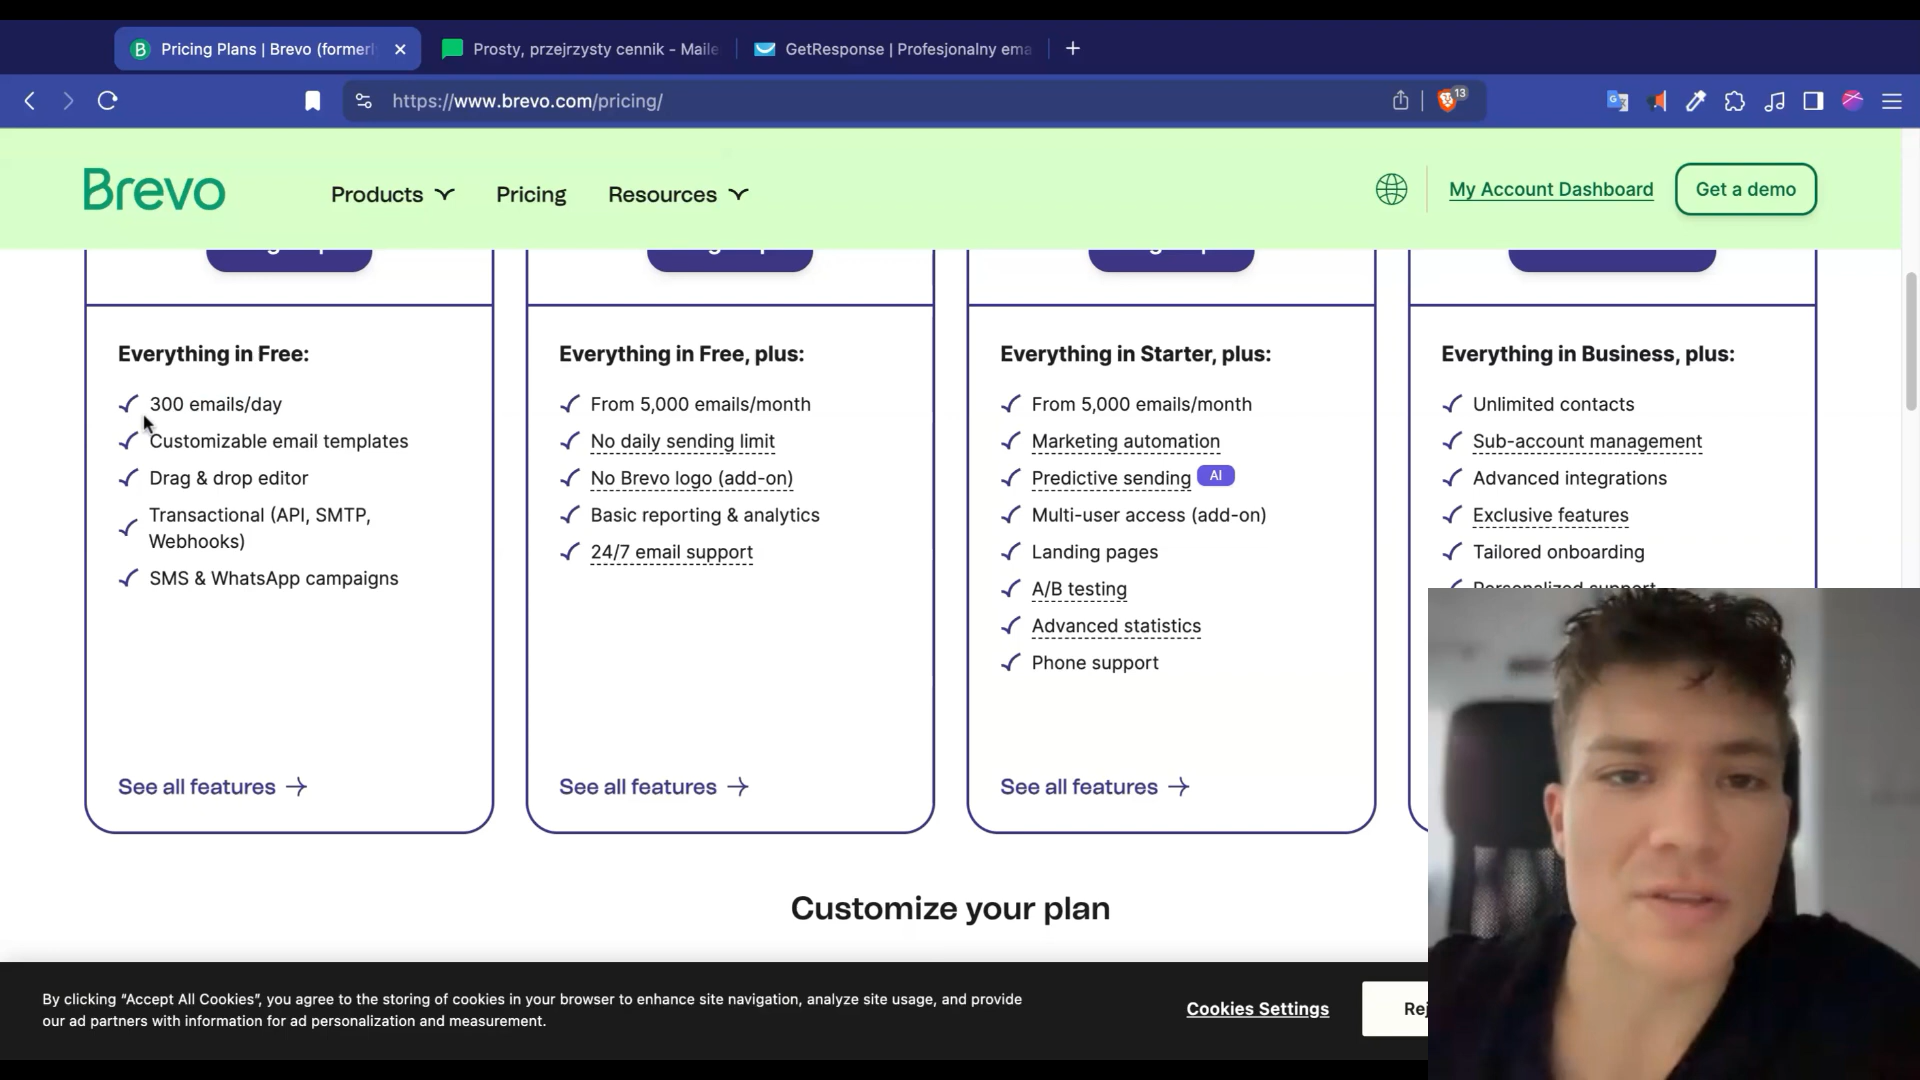 Pricing Plans | Brevo (formerl
Prosty, przejrzysty cennik - Maile
GetResponse | Profesjonalny ema
https://www.brevo.com/pricing/
13
Brevo
Products
Pricing
Resources
My Account Dashboard
Get a demo
Everything in Free:
300 emails/day
Customizable email templates
Drag & drop editor
Transactional (API, SMTP,
Webhooks)
SMS & WhatsApp campaigns
See all features
Everything in Free, plus:
From 5,000 emails/month
No daily sending limit
No Brevo logo (add-on)
Basic reporting & analytics
24/7 email support
See all features
Everything in Starter, plus:
From 5,000 emails/month
Marketing automation
Predictive sending AI
Multi-user access (add-on)
Landing pages
A/B testing
Advanced statistics
Phone support
See all features
Everything in Business, plus:
Unlimited contacts
Sub-account management
Advanced integrations
Exclusive features
Tailored onboarding
Personalized support
Customize your plan
By clicking “Accept All Cookies”, you agree to the storing of cookies in your browser to enhance site navigation, analyze site usage, and provide
our ad partners with information for ad personalization and measurement.
Cookies Settings
Rej